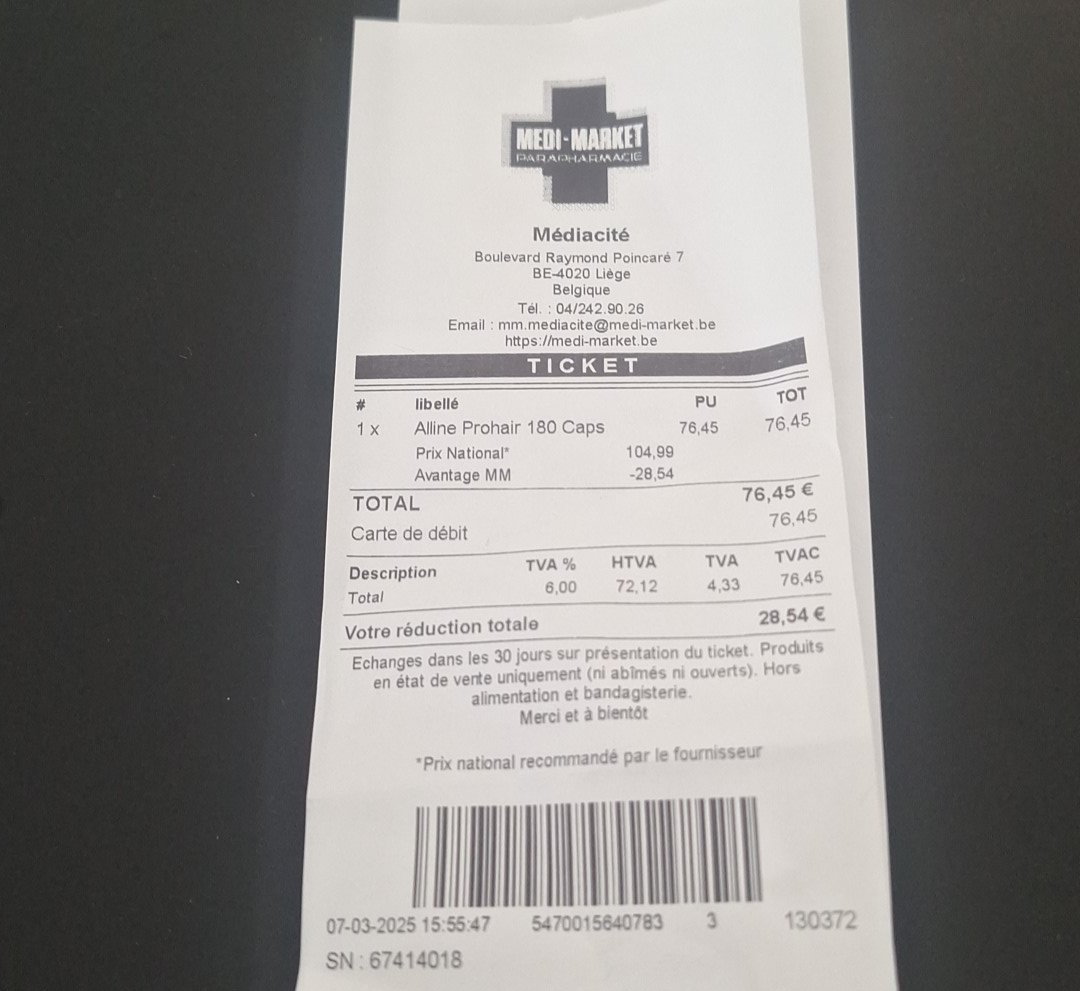 MEDI-MARKET
PARAPHARMACIE
Médiacité
Boulevard Raymond Poincaré 7
BE-4020 Liège
Belgique
Tél. : 04/242.90.26
Email : mm.mediacite@medi-market.be
https://medi-market.be
TICKET
# libellé PU TOT
1 x Alline Prohair 180 Caps 76,45 76,45
Prix National* 104,99
Avantage MM -28,54
TOTAL 76,45 €
Carte de débit 76,45
Description TVA % HTVA TVA TVAC
Total 6,00 72,12 4,33 76,45
Votre réduction totale 28,54 €
Echanges dans les 30 jours sur présentation du ticket. Produits
en état de vente uniquement (ni abîmés ni ouverts). Hors
alimentation et bandagisterie.
Merci et à bientôt
*Prix national recommandé par le fournisseur
07-03-2025 15:55:47 5470015640783 3 130372
SN : 67414018